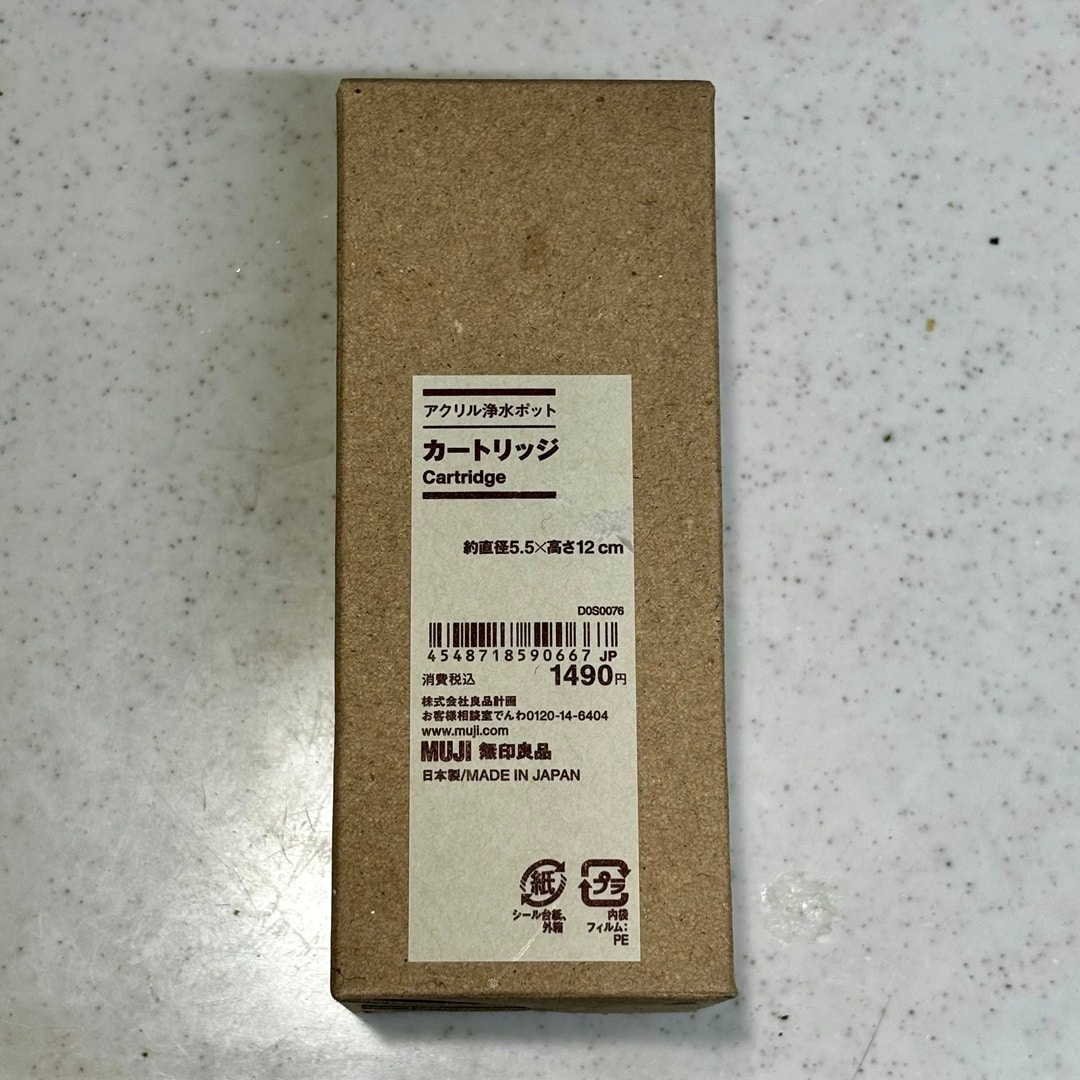 アクリル浄水ポット
カートリッジ
Cartridge
約直径5.5×高さ12cm
D0S0076
4548718590667 JP
消費税込 1490円
株式会社良品計画
お客様相談室でんわ0120-14-6404
www.muji.com
MUJI 無印良品
日本製/MADE IN JAPAN
紙 プラ
シール台紙、 内袋
外箱 フィルム:
PE